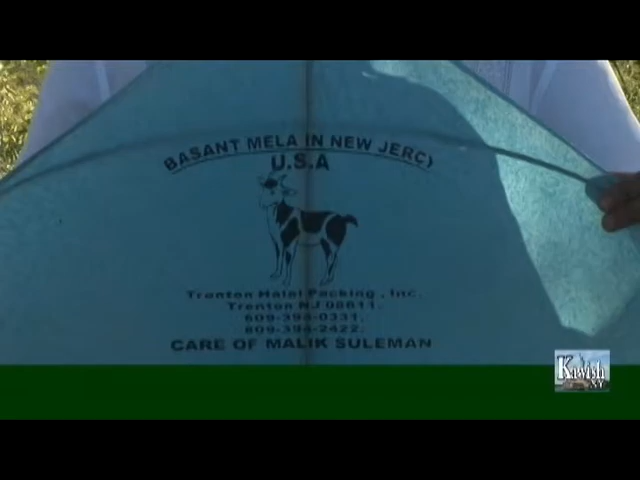 BASANT MELA IN NEW JERCY
U.S.A
Trenton Halal Packing , Inc.
Trenton NJ 08611.
609-394-0331,
609-394-2422.
CARE OF MALIK SULEMAN
Kawish
N.Y